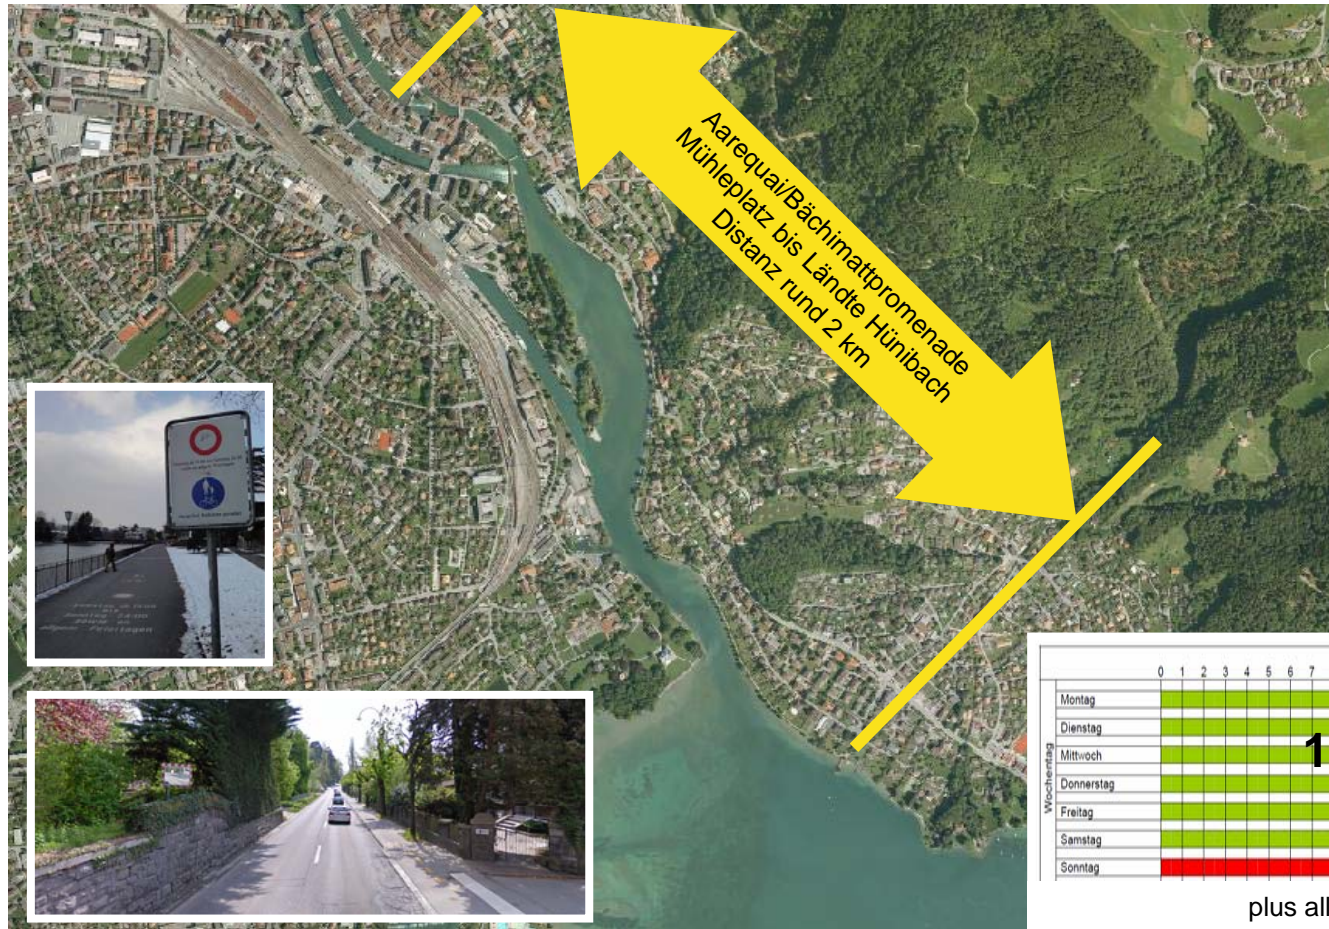 Aarequai/Bächimattpromenade
Mühleplatz bis Ländte Hünibach
Distanz rund 2 km
0 1 2 3 4 5 6 7
Wochentag
Montag
Dienstag
Mittwoch
Donnerstag
Freitag
Samstag
Sonntag
1
plus all